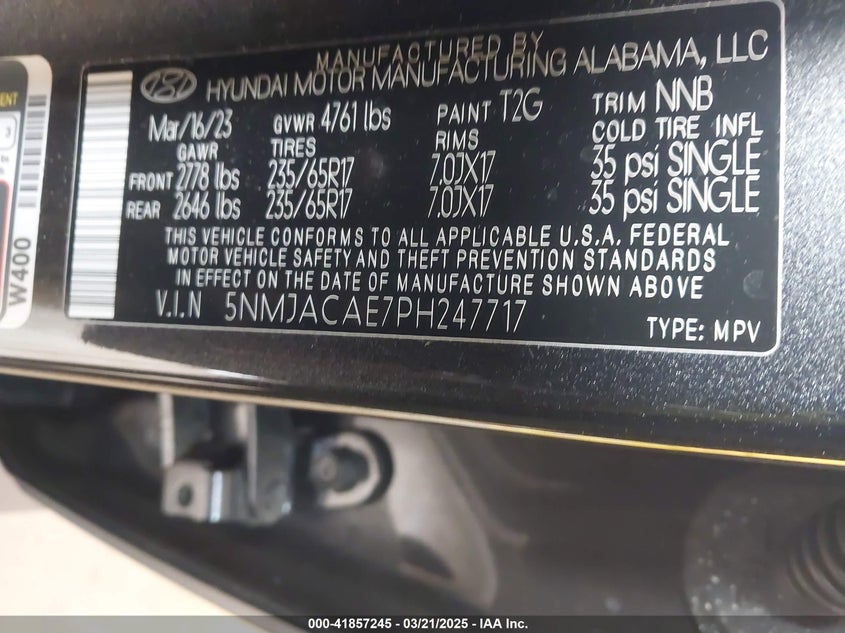 MANUFACTURED BY
HYUNDAI MOTOR MANUFACTURING ALABAMA, LLC
Mar/16/23 GVWR 4761 lbs PAINT T2G TRIM NNB
GAWR TIRES RIMS COLD TIRE INFL
FRONT 2778 lbs 235/65R17 7.0JX17 35 psi SINGLE
REAR 2646 lbs 235/65R17 7.0JX17 35 psi SINGLE
THIS VEHICLE CONFORMS TO ALL APPLICABLE U.S.A. FEDERAL
MOTOR VEHICLE SAFETY AND THEFT PREVENTION STANDARDS
IN EFFECT ON THE DATE OF MANUFACTURE SHOWN ABOVE
V.I.N 5NMJACAE7PH247717
TYPE: MPV
W400
3
000-41857245 - 03/21/2025 - IAA Inc.